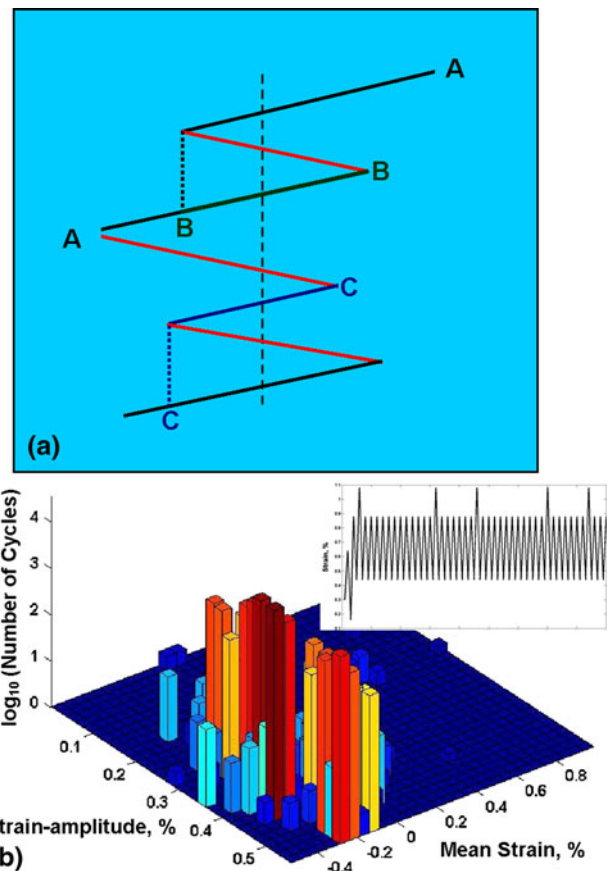 A
B
B
A
C
C
(a)
log₁₀ (Number of Cycles)
4
3
2
1
0
Strain, %
0.1
0.2
0.3
0.4
0.5
-0.4
-0.2
0
0.2
0.4
0.6
0.8
train-amplitude, %
Mean Strain, %
b)